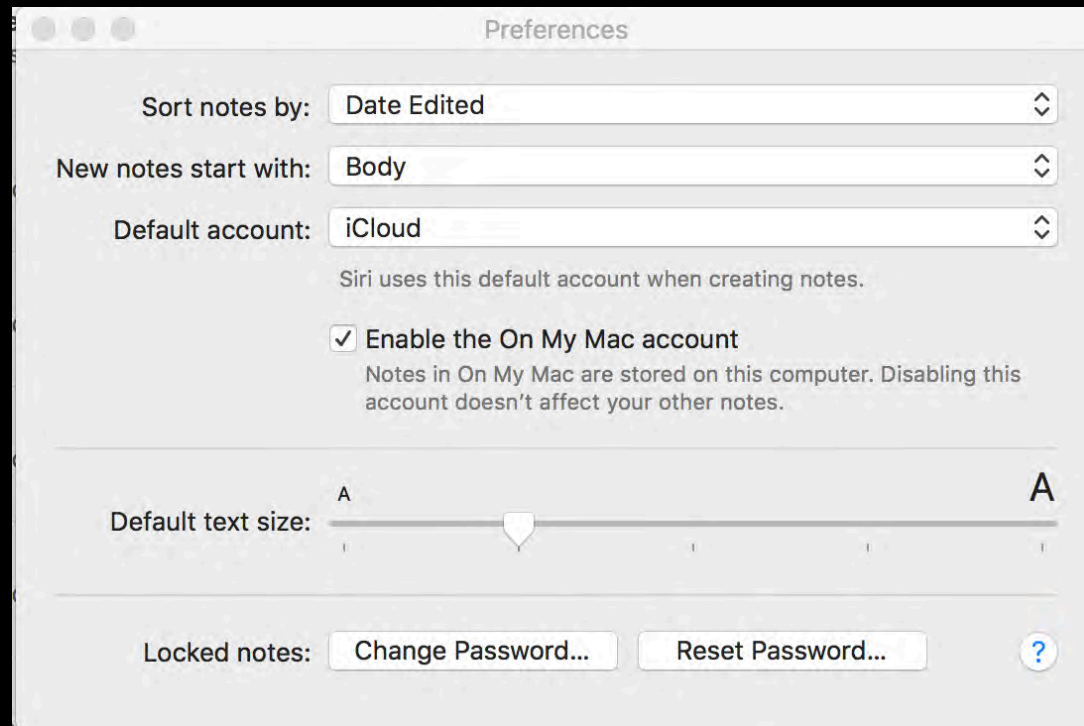 Preferences
Sort notes by: Date Edited
New notes start with: Body
Default account: iCloud
Siri uses this default account when creating notes.
Enable the On My Mac account
Notes in On My Mac are stored on this computer. Disabling this
account doesn't affect your other notes.
A A
Default text size:
Locked notes: Change Password... Reset Password... ?